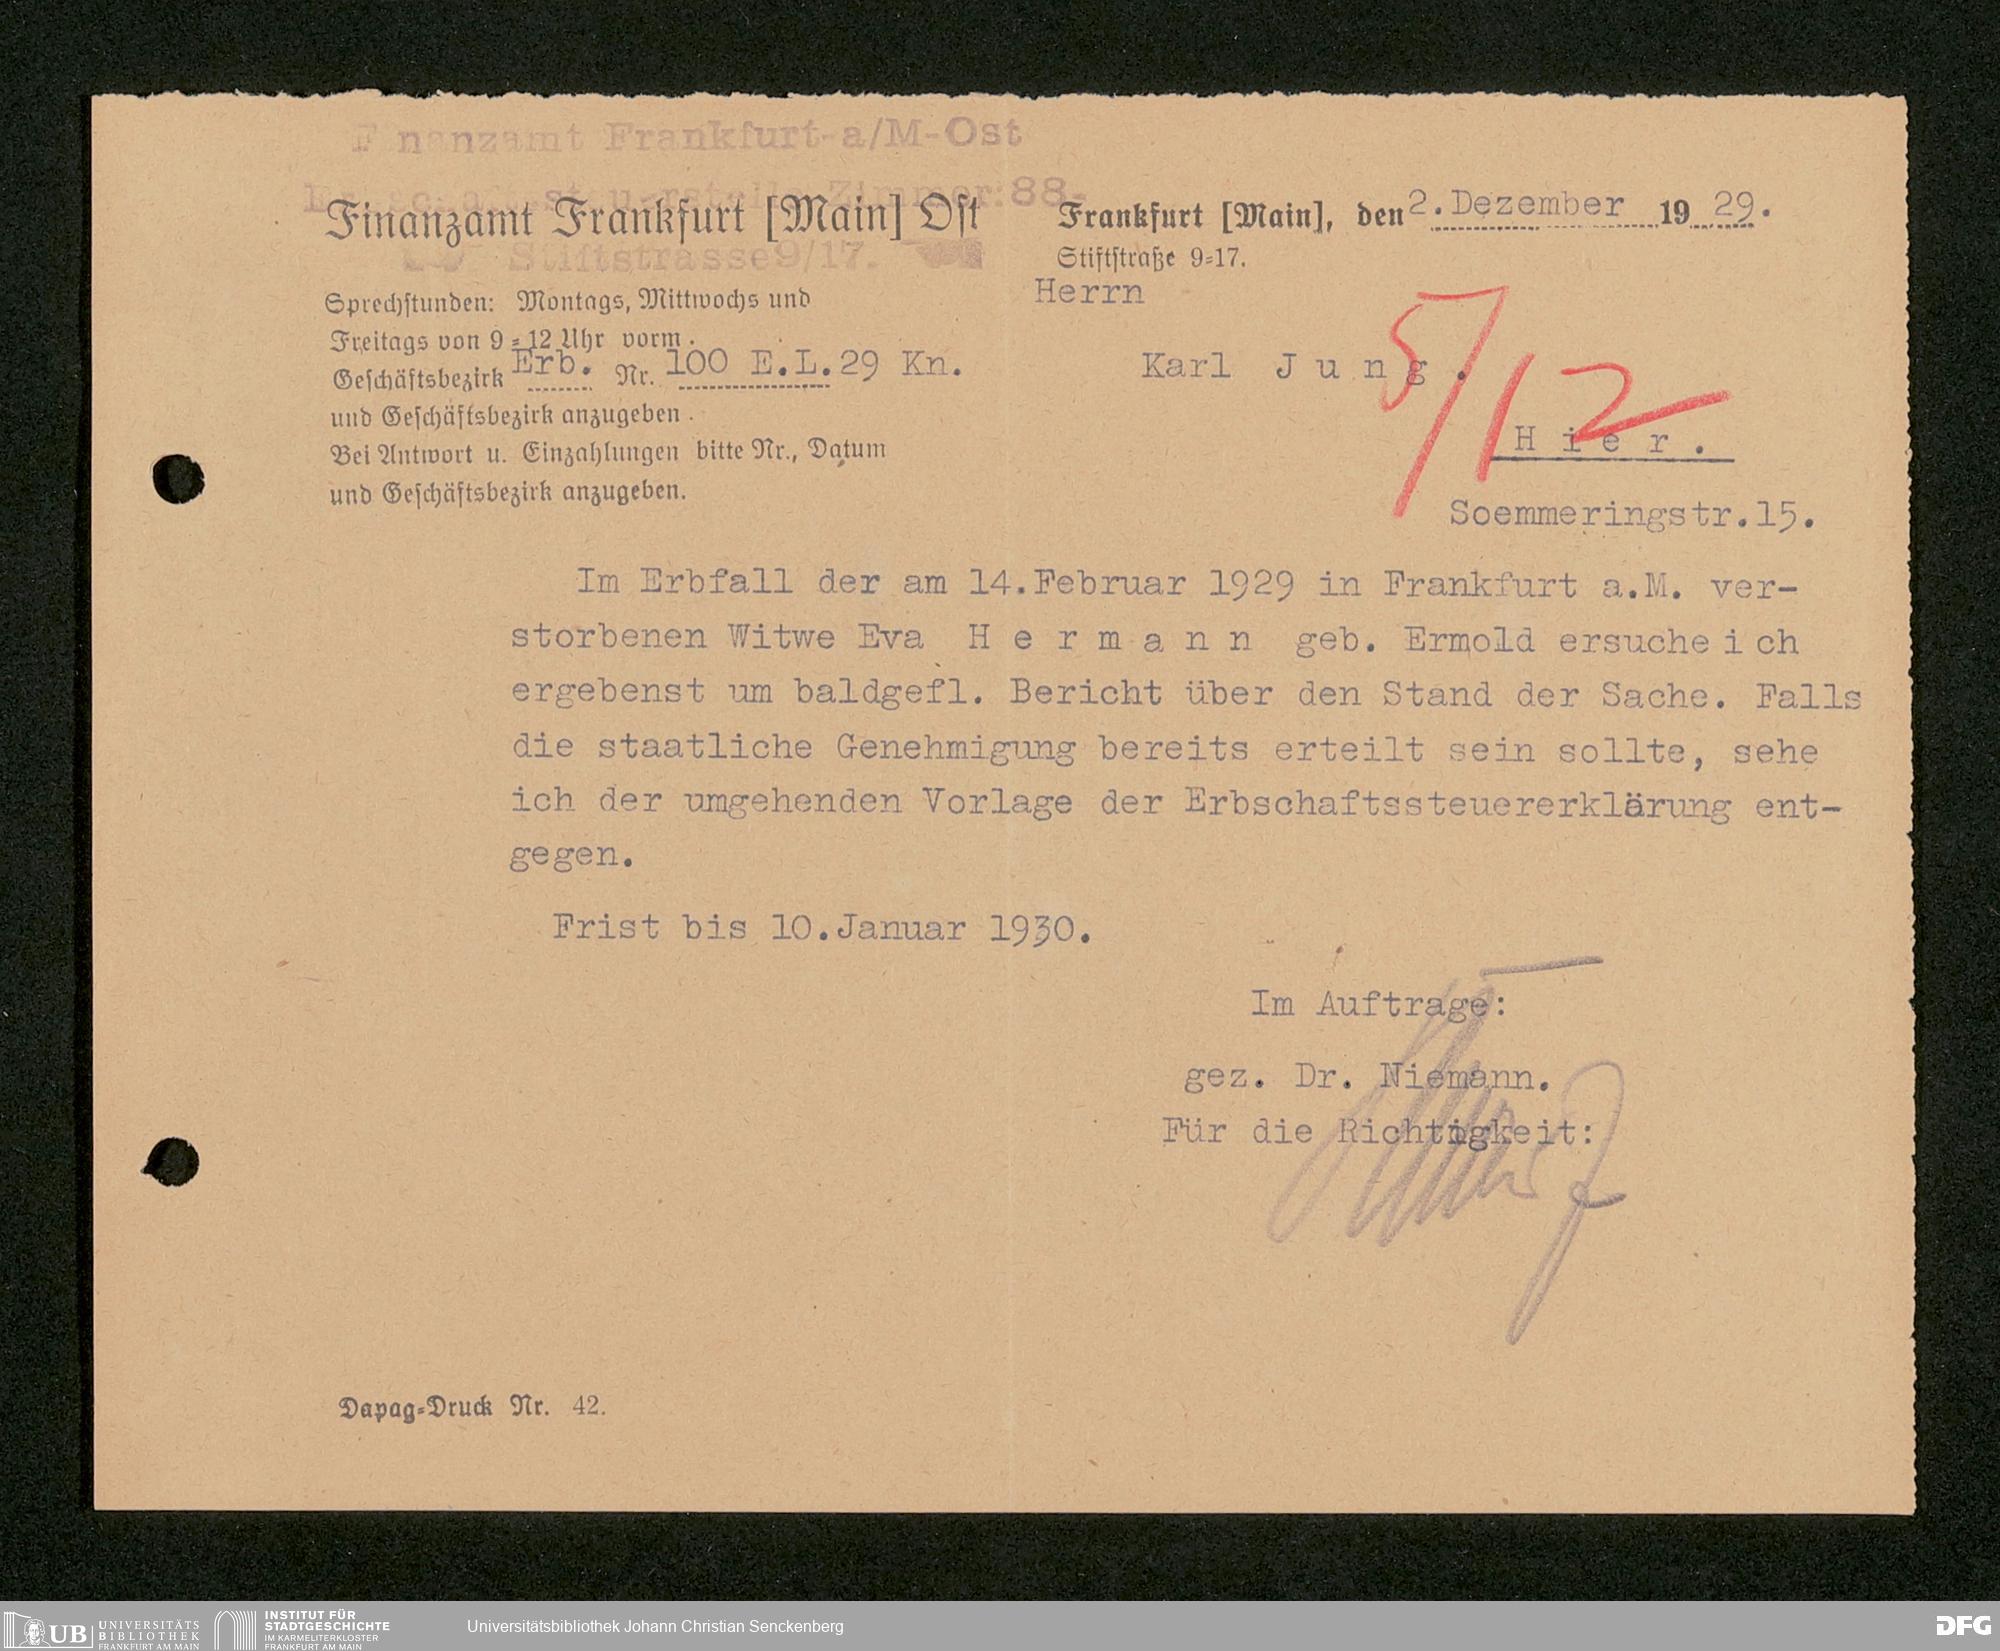 Finanzamt Frankfurt-a/M-Ost
Zimmer:88-
Stiftstrasse 9/17.
Finanzamt Frankfurt [Main] Ost
Sprechstunden: Montags, Mittwochs und
Freitags von 9-12 Uhr vorm.
Geschäftsbezirk Erb. Nr. 100 E.L.29 Kn.
und Geschäftsbezirk anzugeben.
Bei Antwort u. Einzahlungen bitte Nr., Datum
und Geschäftsbezirk anzugeben.
Frankfurt [Main], den 2.Dezember 1929.
Stiftstraße 9-17.
Herrn
Karl Jung.
5/12
Hier.
Soemmeringstr.15.
Im Erbfall der am 14.Februar 1929 in Frankfurt a.M. ver-
storbenen Witwe Eva Hermann geb. Ermold ersuche ich
ergebenst um baldgefl. Bericht über den Stand der Sache. Falls
die staatliche Genehmigung bereits erteilt sein sollte, sehe
ich der umgehenden Vorlage der Erbschaftssteuererklärung ent-
gegen.
Frist bis 10.Januar 1930.
Im Auftrage:
gez. Dr. Niemann.
Für die Richtigkeit:
Dapag-Druck Nr. 42.
UB UNIVERSITÄTS
BIBLIOTHEK
FRANKFURT AM MAIN
INSTITUT FÜR
STADTGESCHICHTE
IM KARMELITERKLOSTER
FRANKFURT AM MAIN
Universitätsbibliothek Johann Christian Senckenberg
DFG